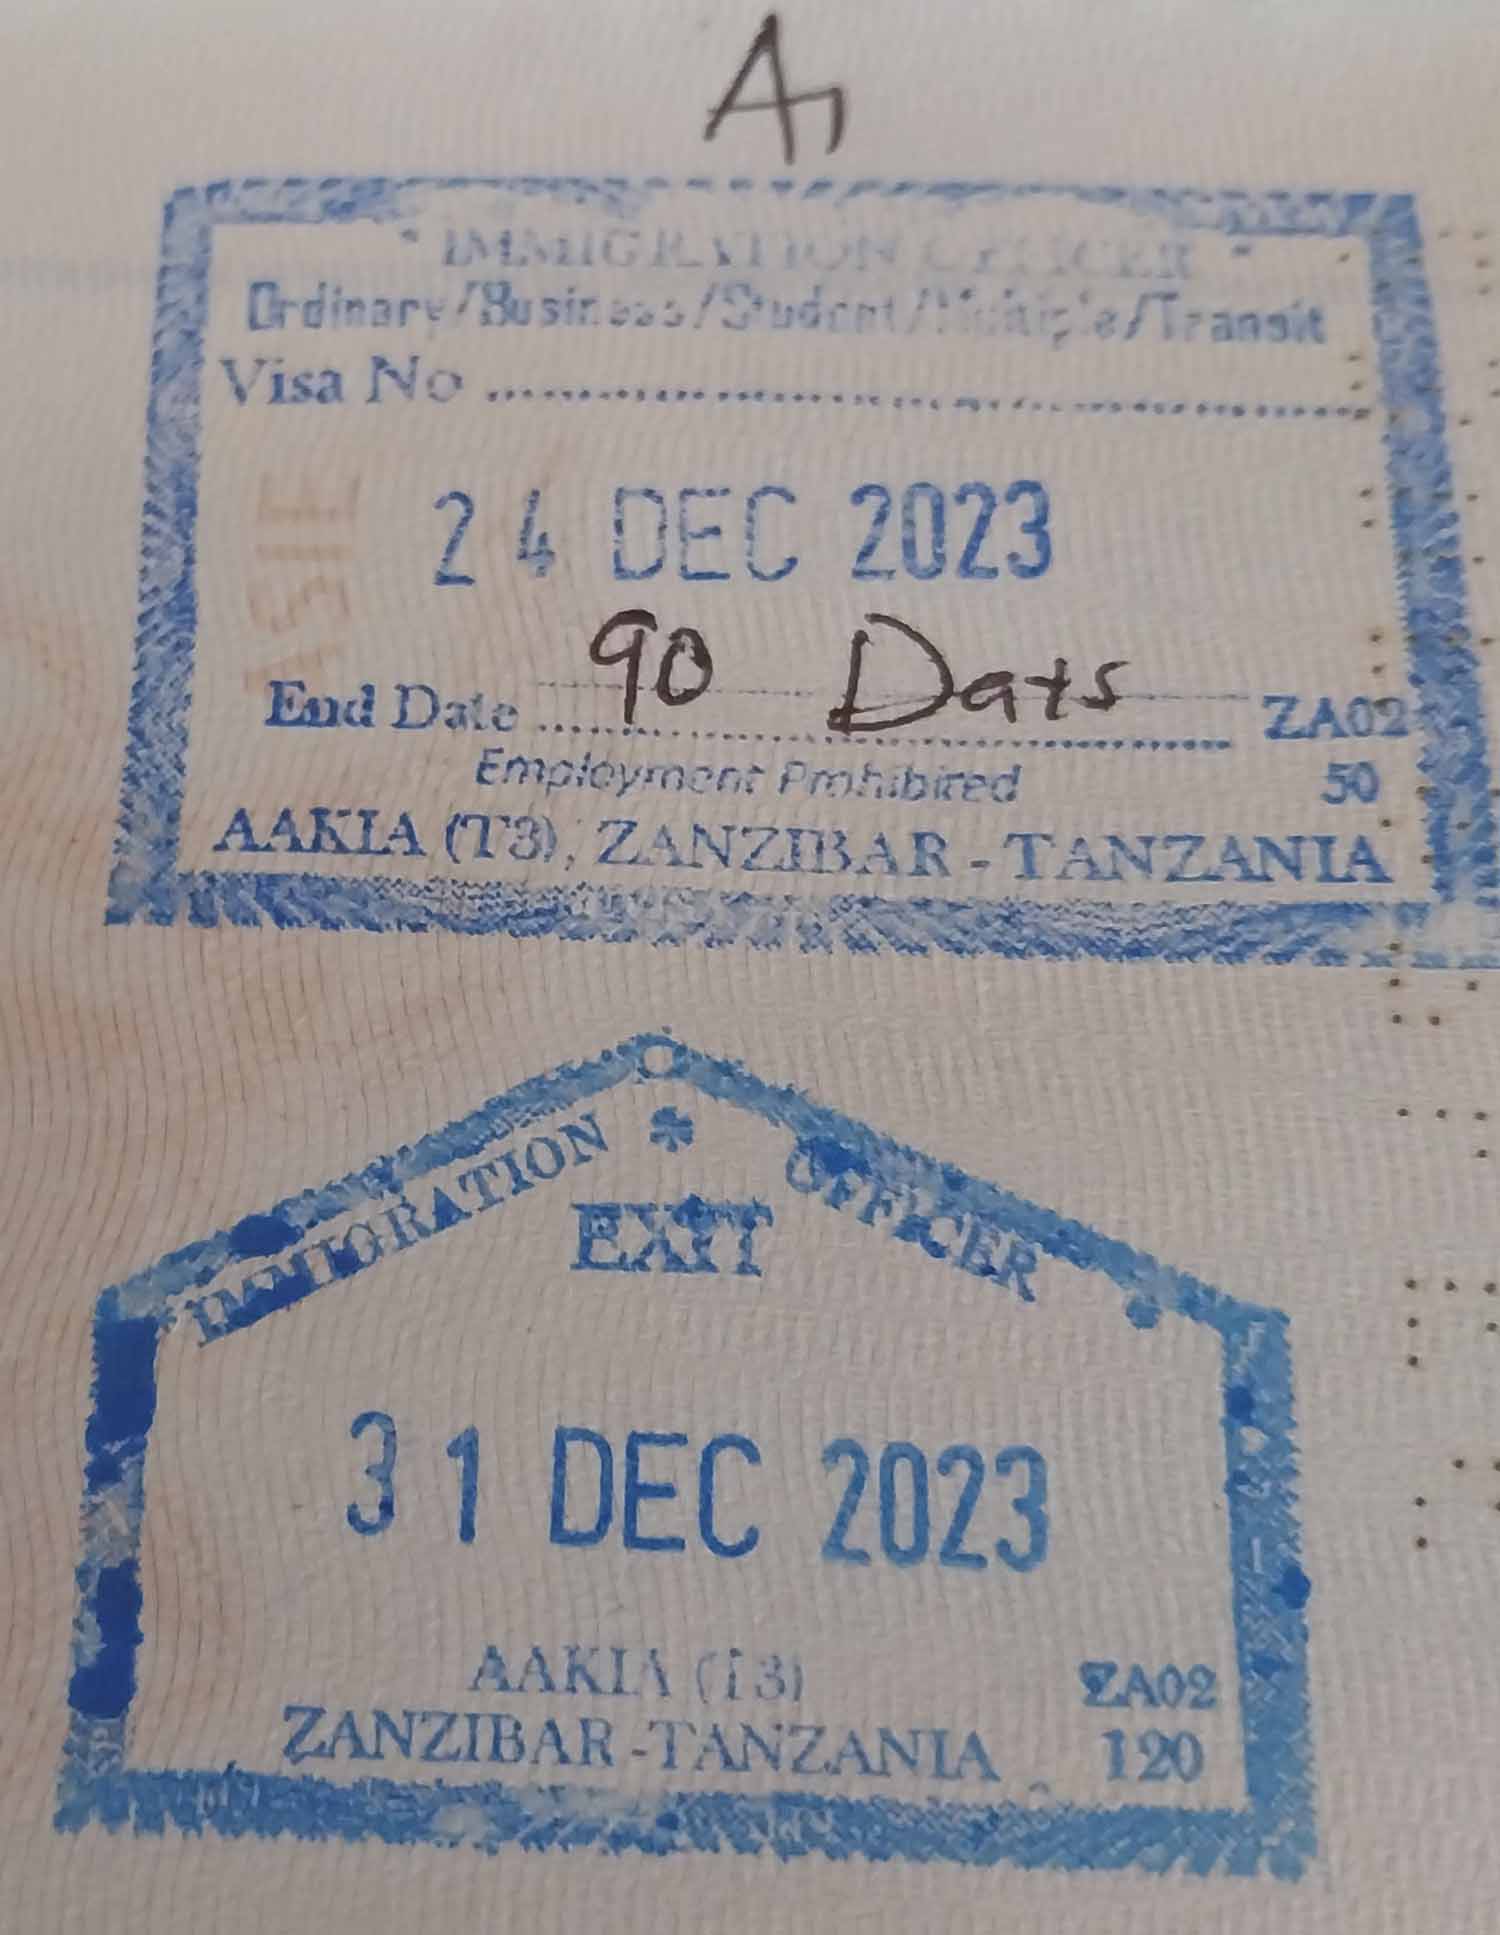 IMMIGRATION OFFICER
Ordinary/Business/Student/Multiple/Transit
Visa No
24 DEC 2023
90 Days
End Date ZA02
Employment Prohibited 50
AAKIA (T3), ZANZIBAR - TANZANIA
ASIE
IMMIGRATION OFFICER
EXIT
31 DEC 2023
AAKIA (T3) ZA02
ZANZIBAR -TANZANIA 120